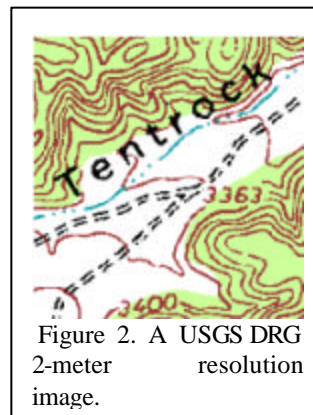 Tentrock
3363
3400
Figure 2. A USGS DRG
2-meter resolution
image.